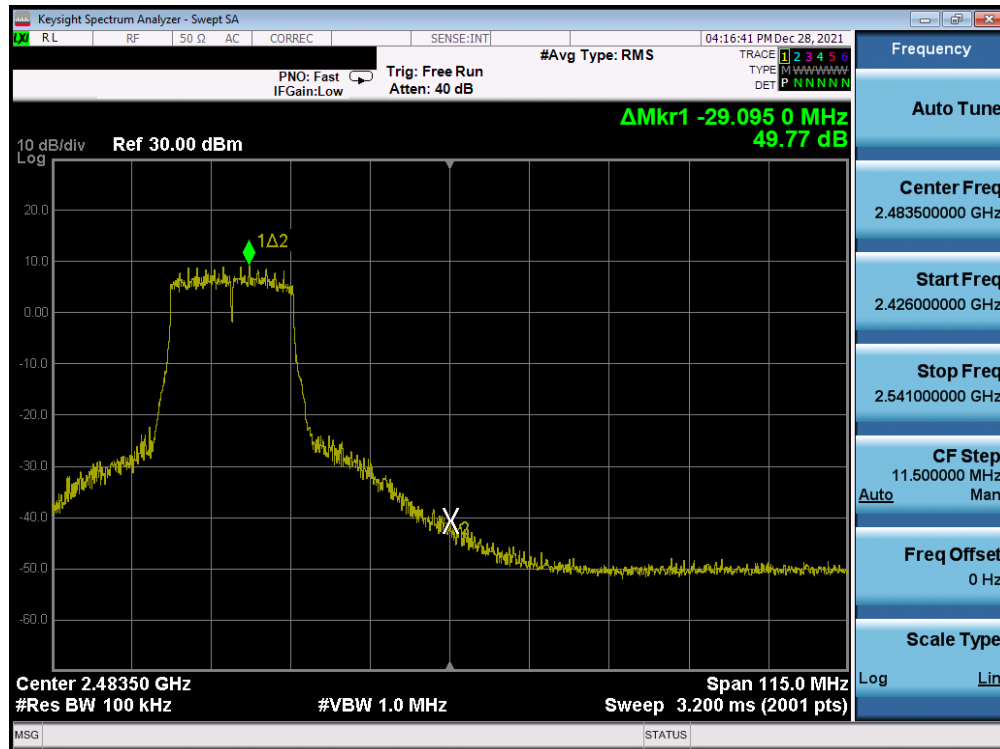 Keysight Spectrum Analyzer - Swept SA
LXI RL RF 50 Ω AC CORREC SENSE:INT 04:16:41 PM Dec 28, 2021
PNO: Fast
IFGain:Low
Trig: Free Run
Atten: 40 dB
#Avg Type: RMS
TRACE 1 2 3 4 5 6
TYPE M WWWWW
DET P N N N N N
ΔMkr1 -29.095 0 MHz
49.77 dB
10 dB/div
Log
Ref 30.00 dBm
20.0
10.0
0.00
-10.0
-20.0
-30.0
-40.0
-50.0
-60.0
1Δ2
X2
Center 2.48350 GHz
#Res BW 100 kHz
#VBW 1.0 MHz
Span 115.0 MHz
Sweep 3.200 ms (2001 pts)
MSG
STATUS
Frequency
Auto Tune
Center Freq
2.483500000 GHz
Start Freq
2.426000000 GHz
Stop Freq
2.541000000 GHz
CF Step
11.500000 MHz
Auto Man
Freq Offset
0 Hz
Scale Type
Log Lin